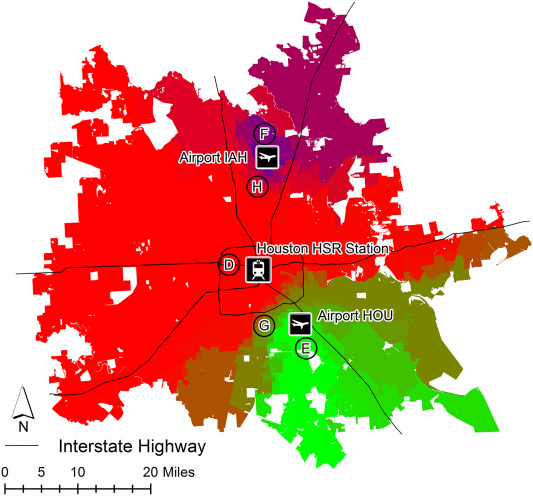 F
Airport IAH
H
Houston HSR Station
D
Airport HOU
G
E
N
Interstate Highway
0 5 10 20 Miles